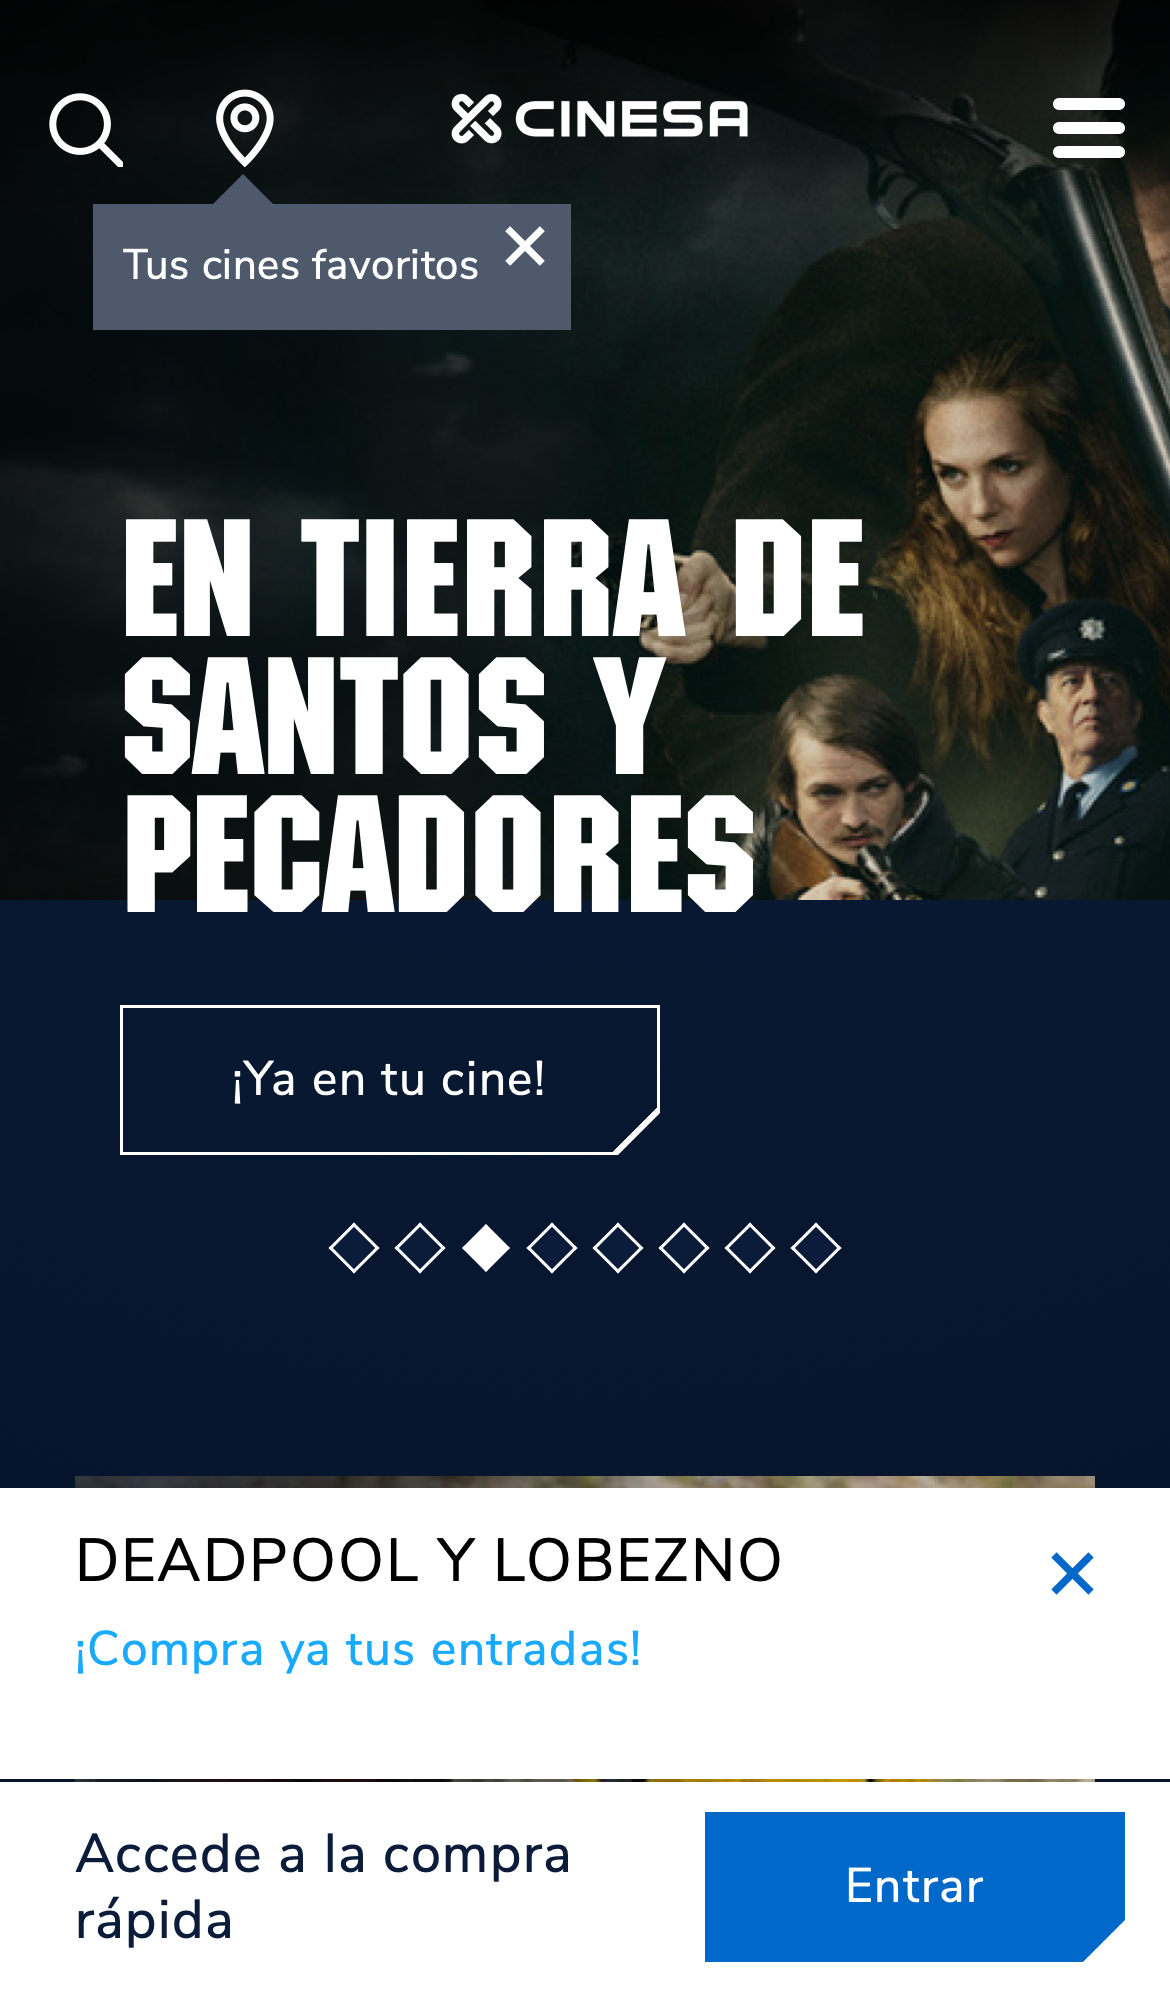 CINESA
Tus cines favoritos
EN TIERRA DE
SANTOS Y
PECADORES
¡Ya en tu cine!
DEADPOOL Y LOBEZNO
¡Compra ya tus entradas!
Accede a la compra
rápida
Entrar